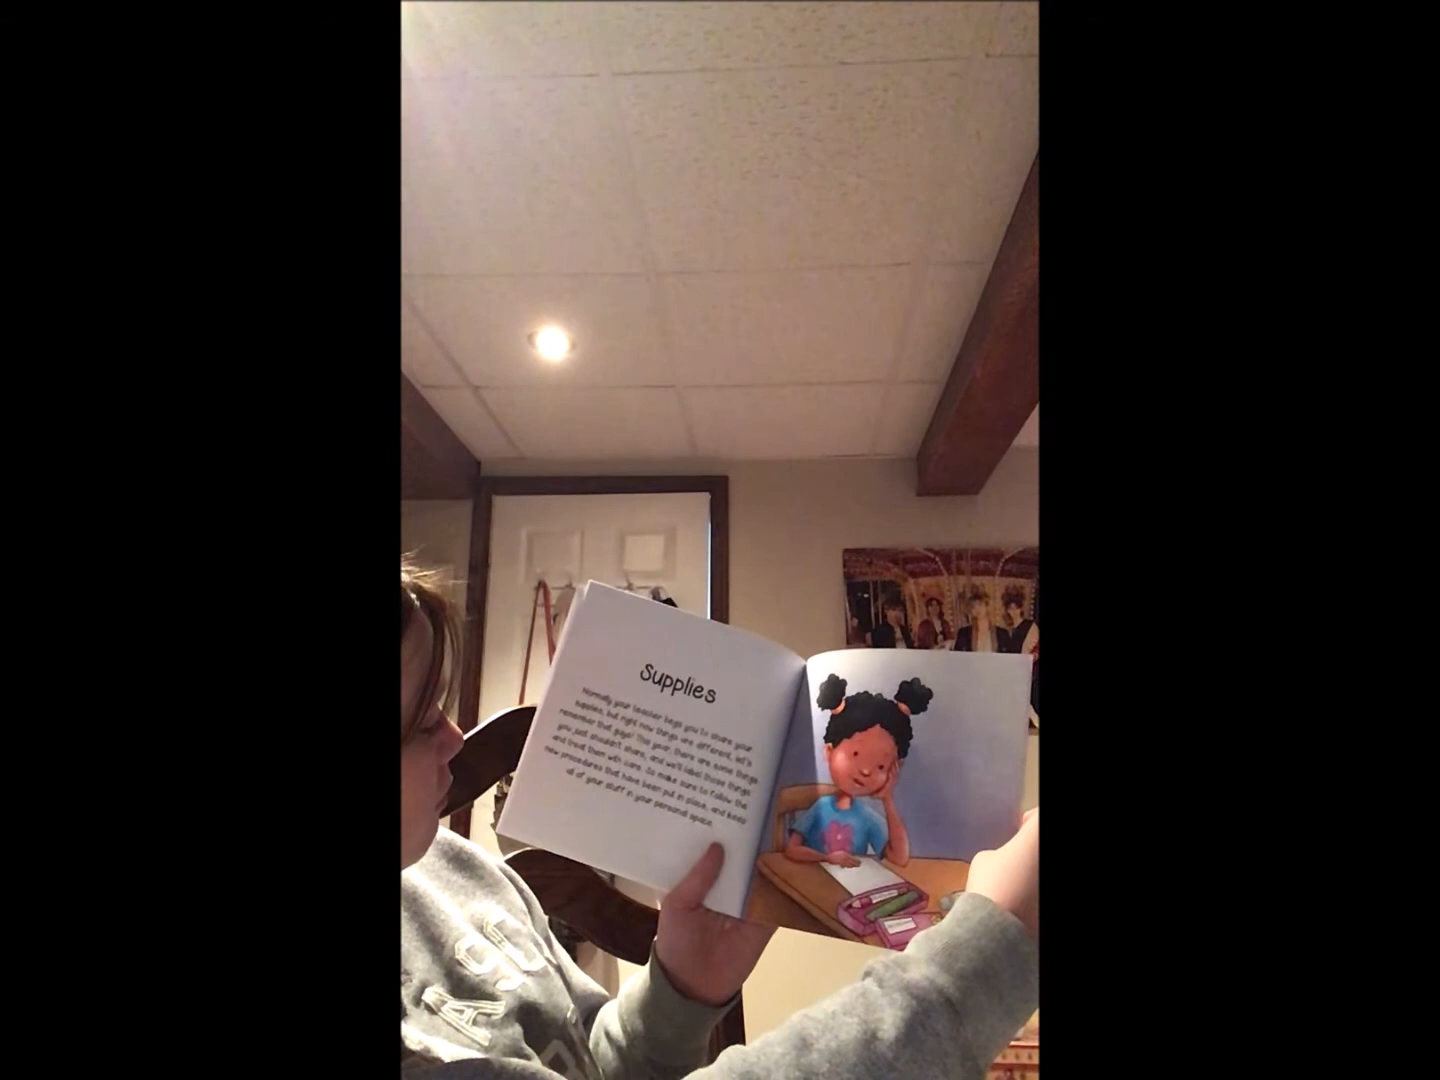 Supplies
Normally your teacher begs you to share your
supplies, but right now things are different, let's
remember that guys! This year, there are some things
you just shouldn't share, and we'll label those things
and treat them with care. So make sure to follow the
new procedures that have been put in place, and keep
all of your stuff in your personal space.